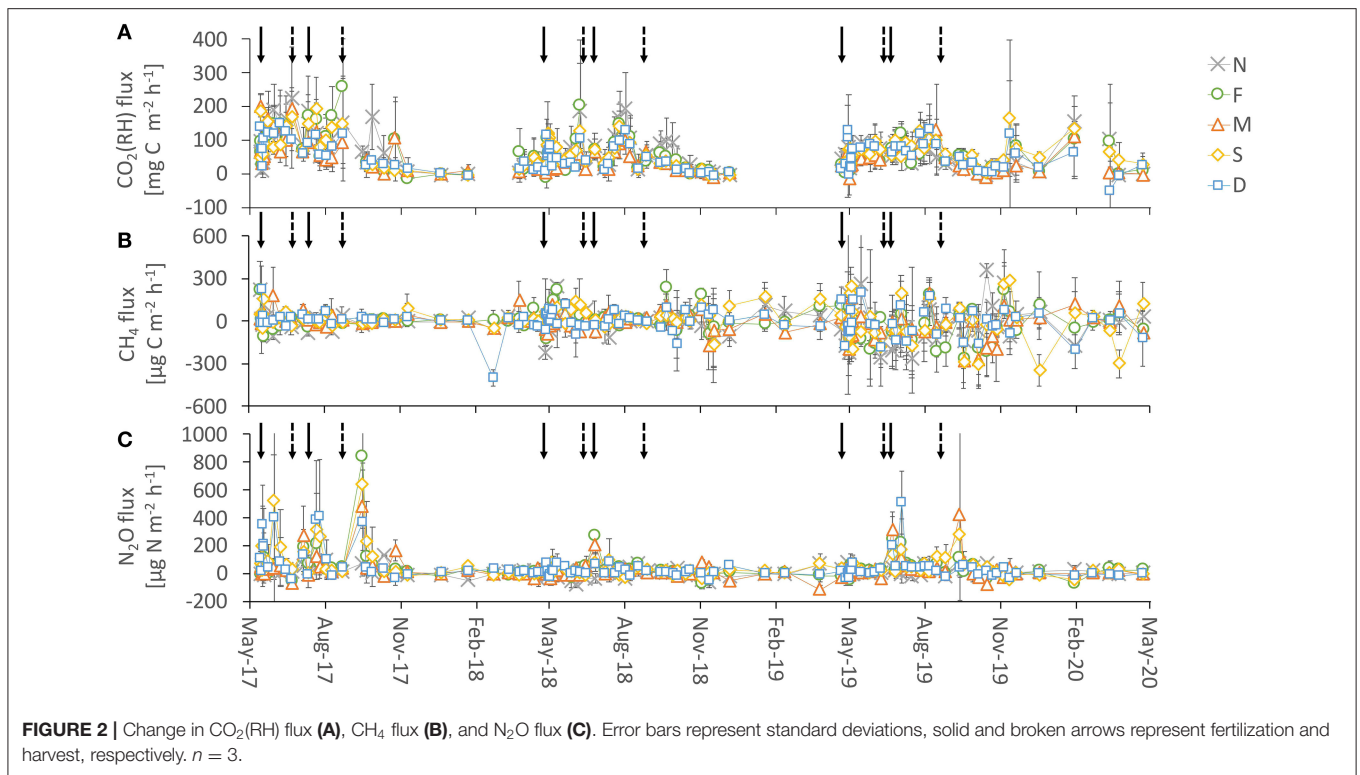 A
CO₂(RH) flux
[mg C m⁻² h⁻¹]
400
300
200
100
0
-100
N
F
M
S
D
B
CH₄ flux
[µg C m⁻² h⁻¹]
600
300
0
-300
-600
C
N₂O flux
[µg N m⁻² h⁻¹]
1000
800
600
400
200
0
-200
May-17
Aug-17
Nov-17
Feb-18
May-18
Aug-18
Nov-18
Feb-19
May-19
Aug-19
Nov-19
Feb-20
May-20
FIGURE 2 | Change in CO₂(RH) flux (A), CH₄ flux (B), and N₂O flux (C). Error bars represent standard deviations, solid and broken arrows represent fertilization and
harvest, respectively. n = 3.